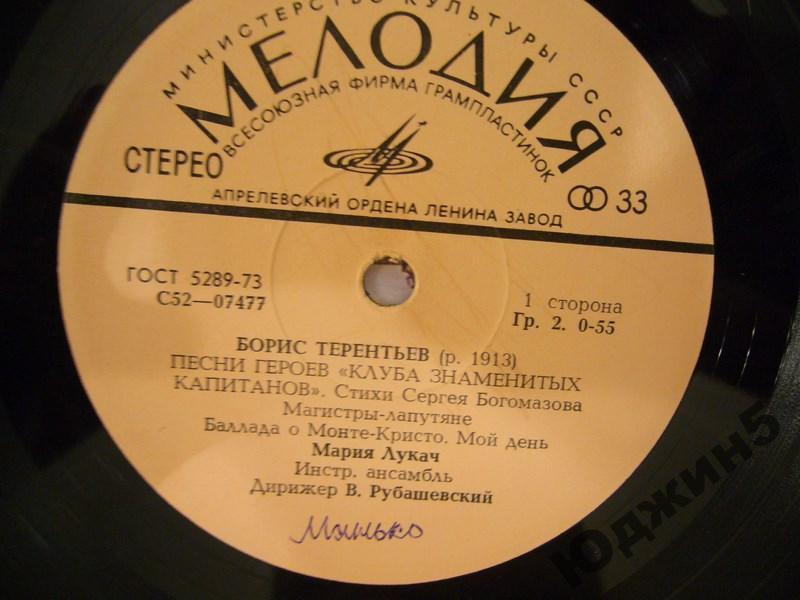 МИНИСТЕРСТВО КУЛЬТУРЫ СССР
МЕЛОДИЯ
ВСЕСОЮЗНАЯ ФИРМА ГРАМПЛАСТИНОК
СТЕРЕО
33
АПРЕЛЕВСКИЙ ОРДЕНА ЛЕНИНА ЗАВОД
ГОСТ 5289-73
С52—07477
1 сторона
Гр. 2. 0-55
БОРИС ТЕРЕНТЬЕВ (р. 1913)
ПЕСНИ ГЕРОЕВ «КЛУБА ЗНАМЕНИТЫХ
КАПИТАНОВ». Стихи Сергея Богомазова
Магистры-лапутяне
Баллада о Монте-Кристо. Мой день
Мария Лукач
Инстр. ансамбль
Дирижер В. Рубашевский
Юджин5